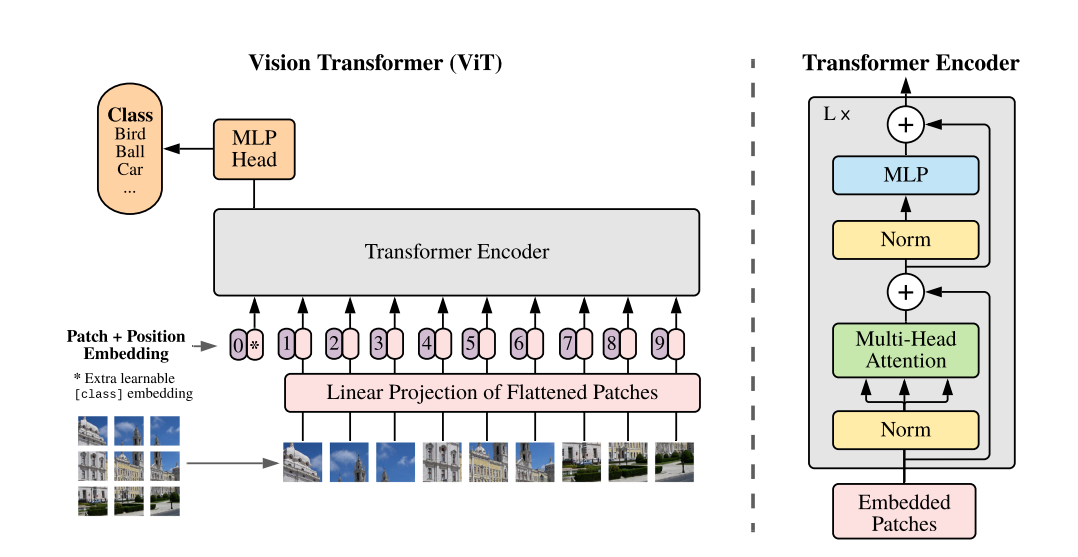 Vision Transformer (ViT)
Class
Bird
Ball
Car
...
MLP
Head
Transformer Encoder
0 * 1 2 3 4 5 6 7 8 9
Patch + Position
Embedding
* Extra learnable
[class] embedding
Linear Projection of Flattened Patches
Transformer Encoder
L x
+
MLP
Norm
+
Multi-Head
Attention
Norm
Embedded
Patches